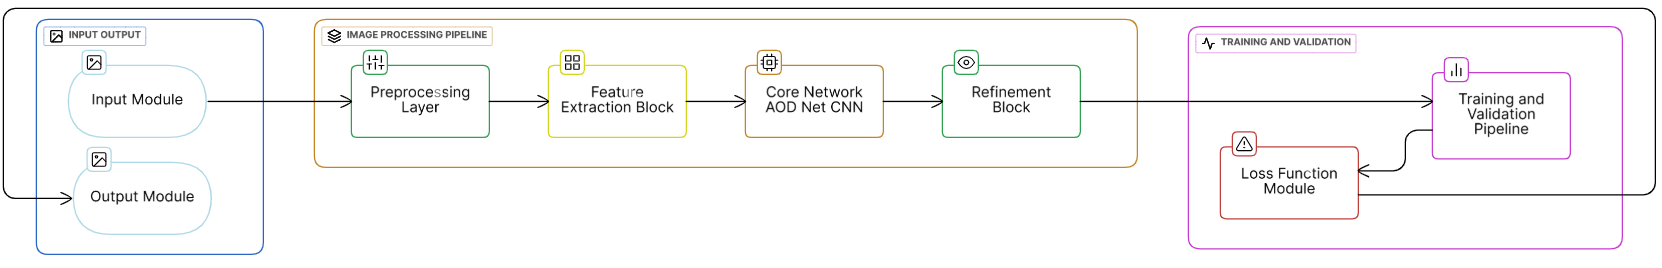 INPUT OUTPUT
Input Module
Output Module
IMAGE PROCESSING PIPELINE
Preprocessing
Layer
Feature
Extraction Block
Core Network
AOD Net CNN
Refinement
Block
TRAINING AND VALIDATION
Training and
Validation
Pipeline
Loss Function
Module